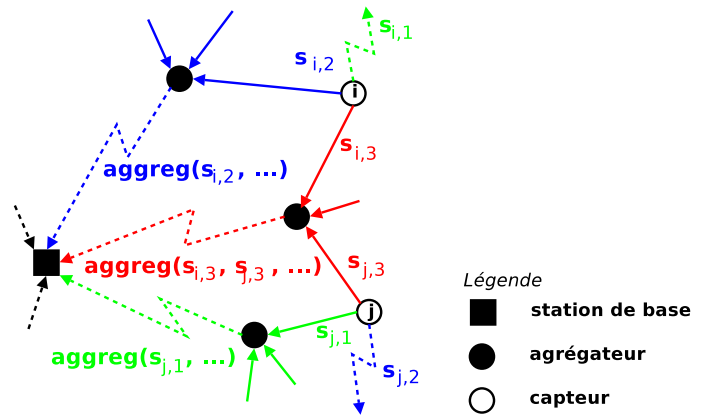 s i,1
s i,2
i
s i,3
aggreg(s i,2 , ...)
aggreg(s i,3 , s j,3 , ...)
s j,3
j
s j,1
aggreg(s j,1 , ...)
s j,2
Légende
station de base
agrégateur
capteur